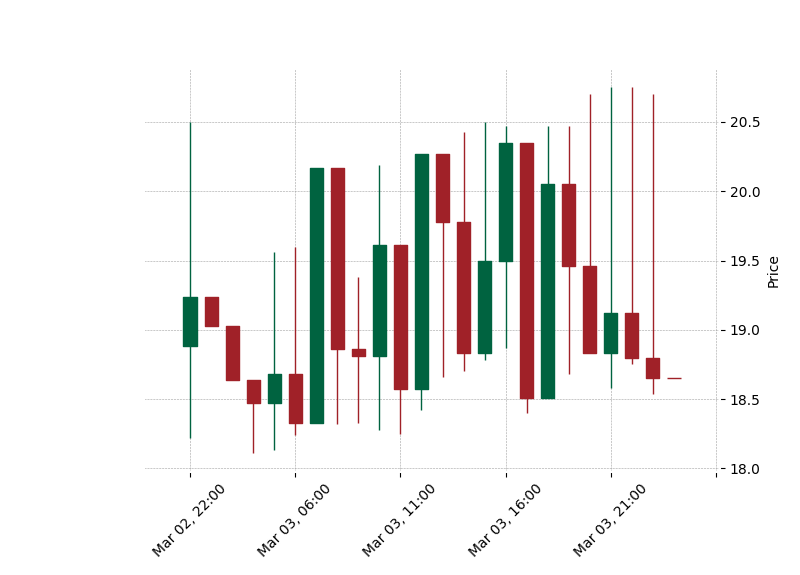 20.5
20.0
19.5
19.0
18.5
18.0
Price
Mar 02, 22:00
Mar 03, 06:00
Mar 03, 11:00
Mar 03, 16:00
Mar 03, 21:00